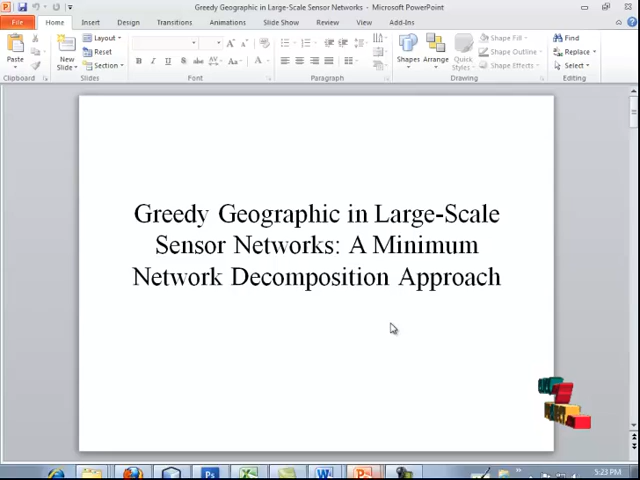 Greedy Geographic in Large-Scale Sensor Networks - Microsoft PowerPoint
File Home Insert Design Transitions Animations Slide Show Review View Add-Ins
Paste
Clipboard
New Slide
Layout
Reset
Section
Slides
Font
Paragraph
Shapes
Arrange
Quick Styles
Shape Fill
Shape Outline
Shape Effects
Drawing
Find
Replace
Select
Editing
Greedy Geographic in Large-Scale
Sensor Networks: A Minimum
Network Decomposition Approach
5:23 PM